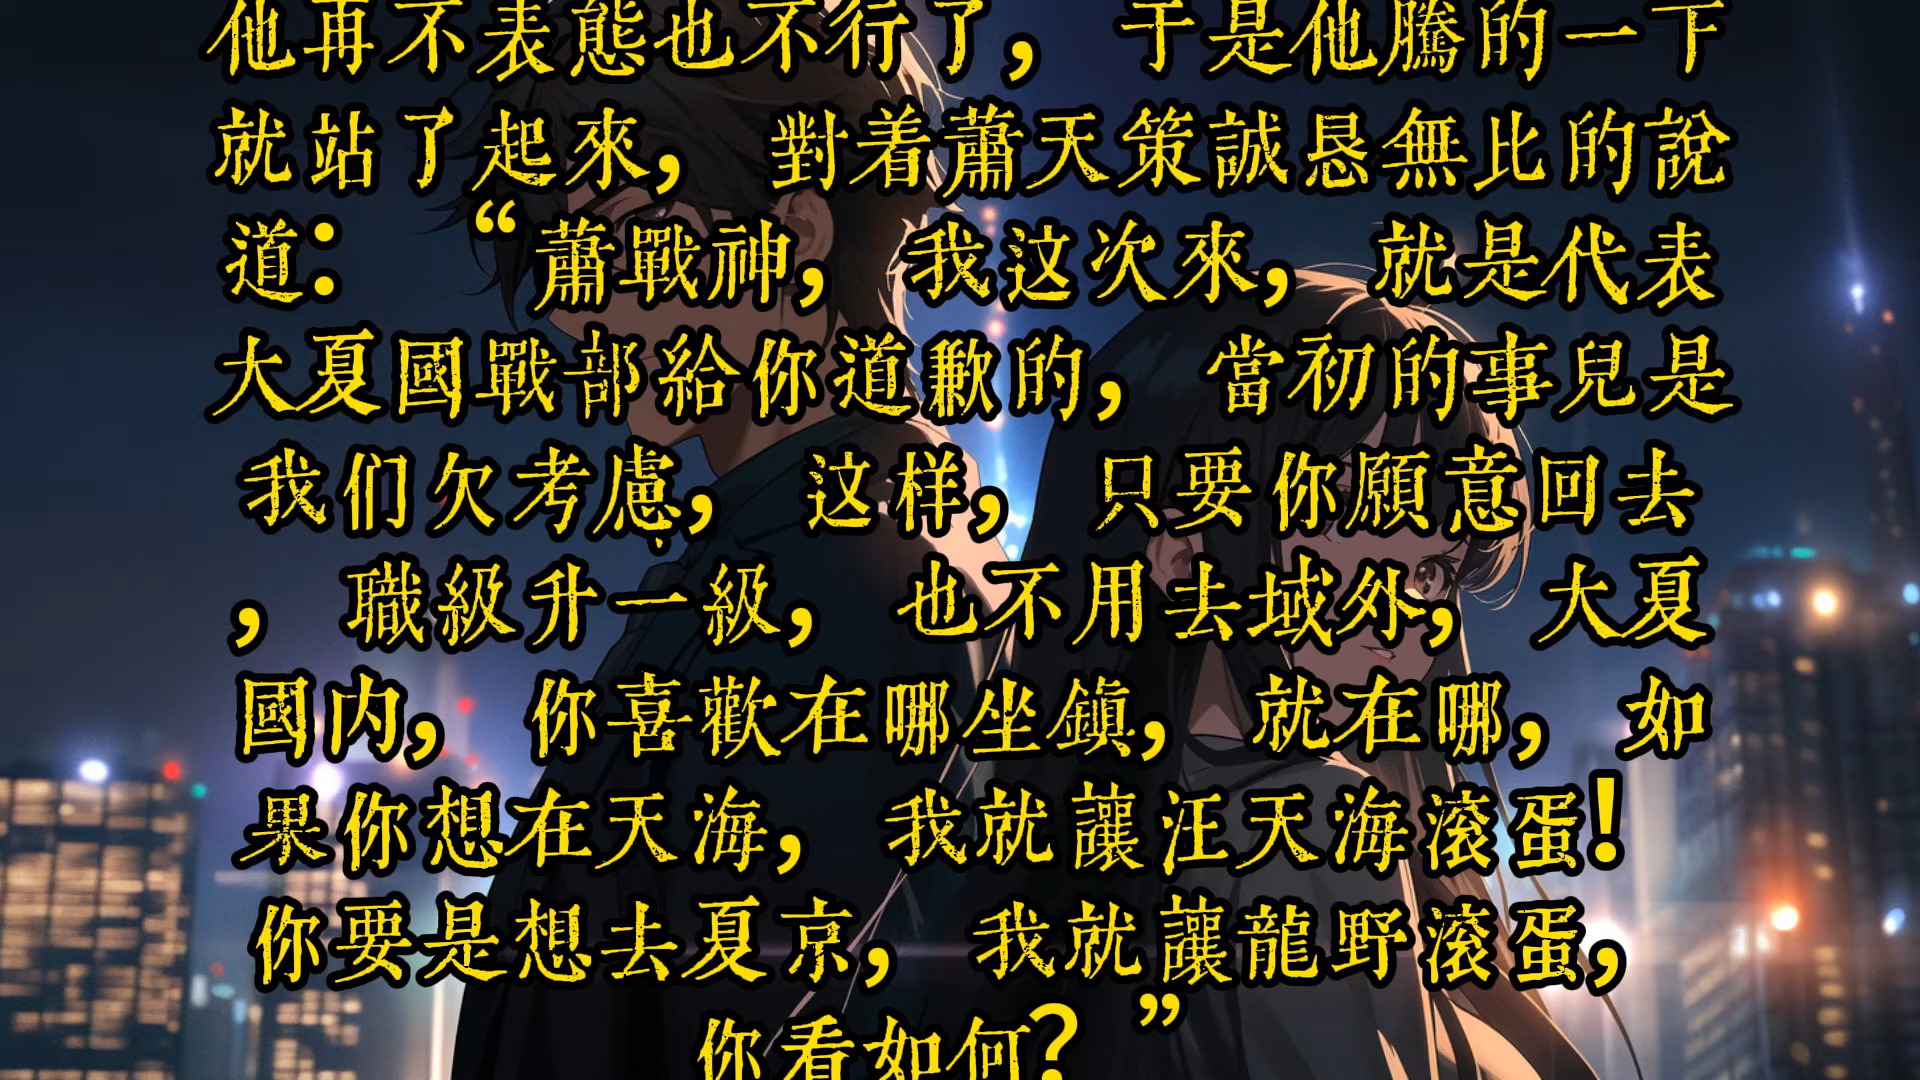 他再不表態也不行了，于是他騰的一下
就站了起來，對着蕭天策誠恳無比的說
道：“蕭戰神，我这次來，就是代表
大夏國戰部給你道歉的，當初的事兒是
我们欠考慮，这样，只要你願意回去
，職級升一級，也不用去域外，大夏
國内，你喜歡在哪坐鎮，就在哪，如
果你想在天海，我就讓汪天海滚蛋！
你要是想去夏京，我就讓龍野滚蛋，
你看如何？”